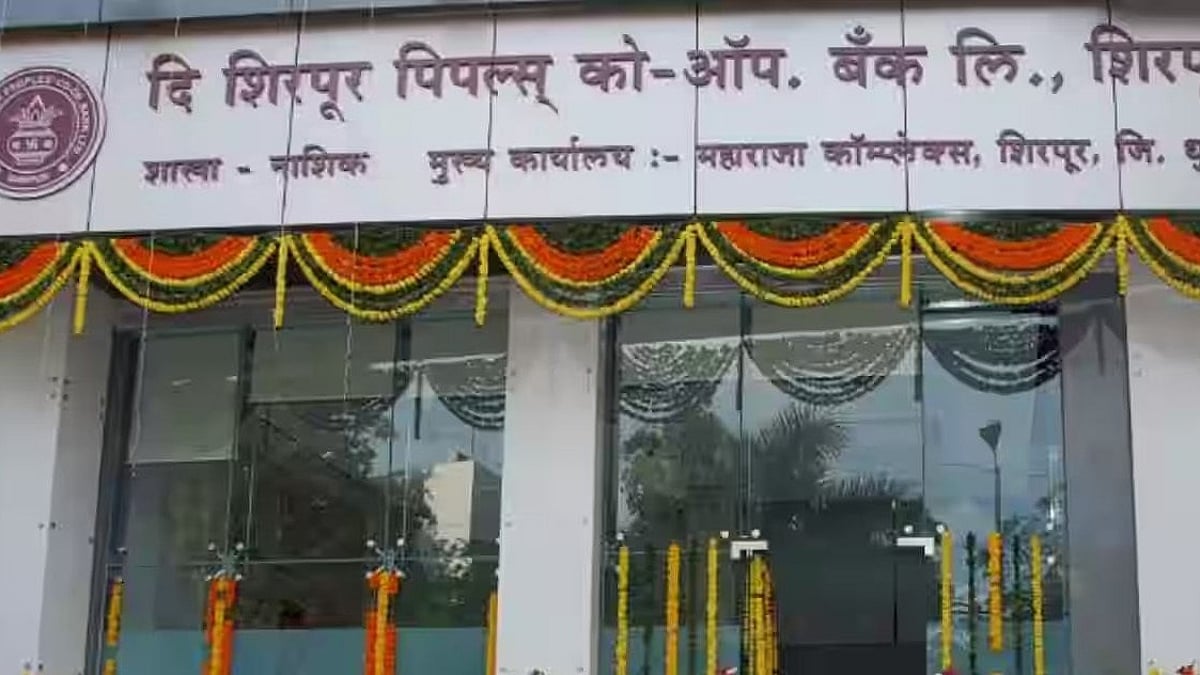 दि शिरपूर पिपल्स् को-ऑप. बँक लि., शिरप
शाखा - नाशिक मुख्य कार्यालय :- महाराजा कॉम्प्लेक्स, शिरपूर, जि. धु